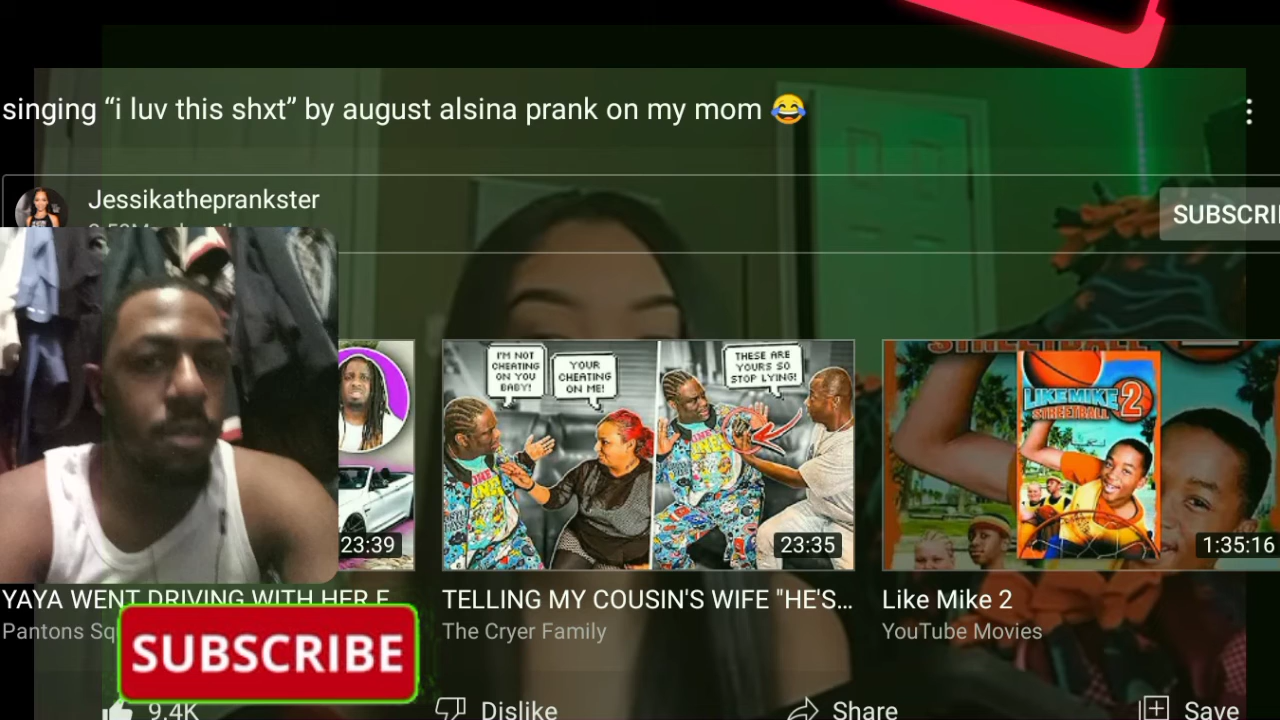 singing “i luv this shxt” by august alsina prank on my mom 😂
Jessikatheprankster
SUBSCRI
I'M NOT
CHEATING
ON YOU
BABY!
YOUR
CHEATING
ON ME!
THESE ARE
YOURS SO
STOP LYING!
LIKE MIKE 2
STREETBALL
23:39
23:35
1:35:16
YAYA WENT DRIVING WITH HER F
TELLING MY COUSIN'S WIFE "HE'S...
Like Mike 2
Pantons Sq
The Cryer Family
YouTube Movies
SUBSCRIBE
9.4K
Dislike
Share
Save